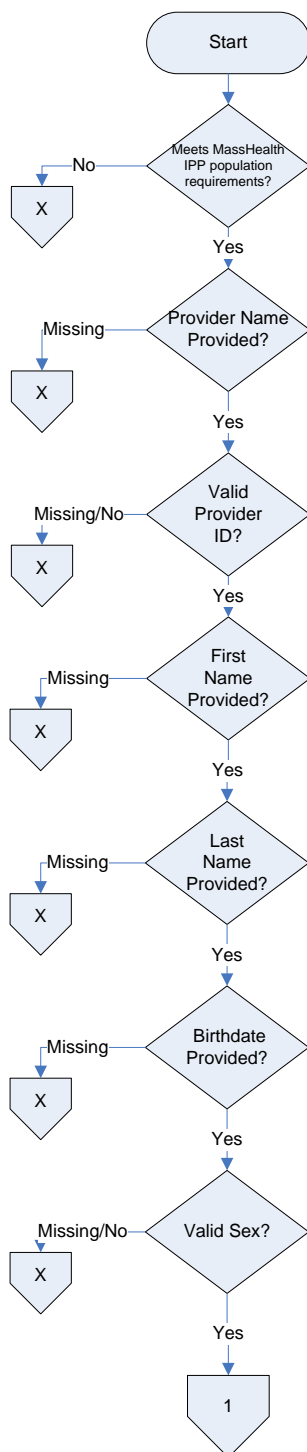 Start
Meets MassHealth
IPP population
requirements?
No
X
Yes
Provider Name
Provided?
Missing
X
Yes
Valid
Provider
ID?
Missing/No
X
Yes
First
Name
Provided?
Missing
X
Yes
Last
Name
Provided?
Missing
X
Yes
Birthdate
Provided?
Missing
X
Yes
Valid Sex?
Missing/No
X
Yes
1